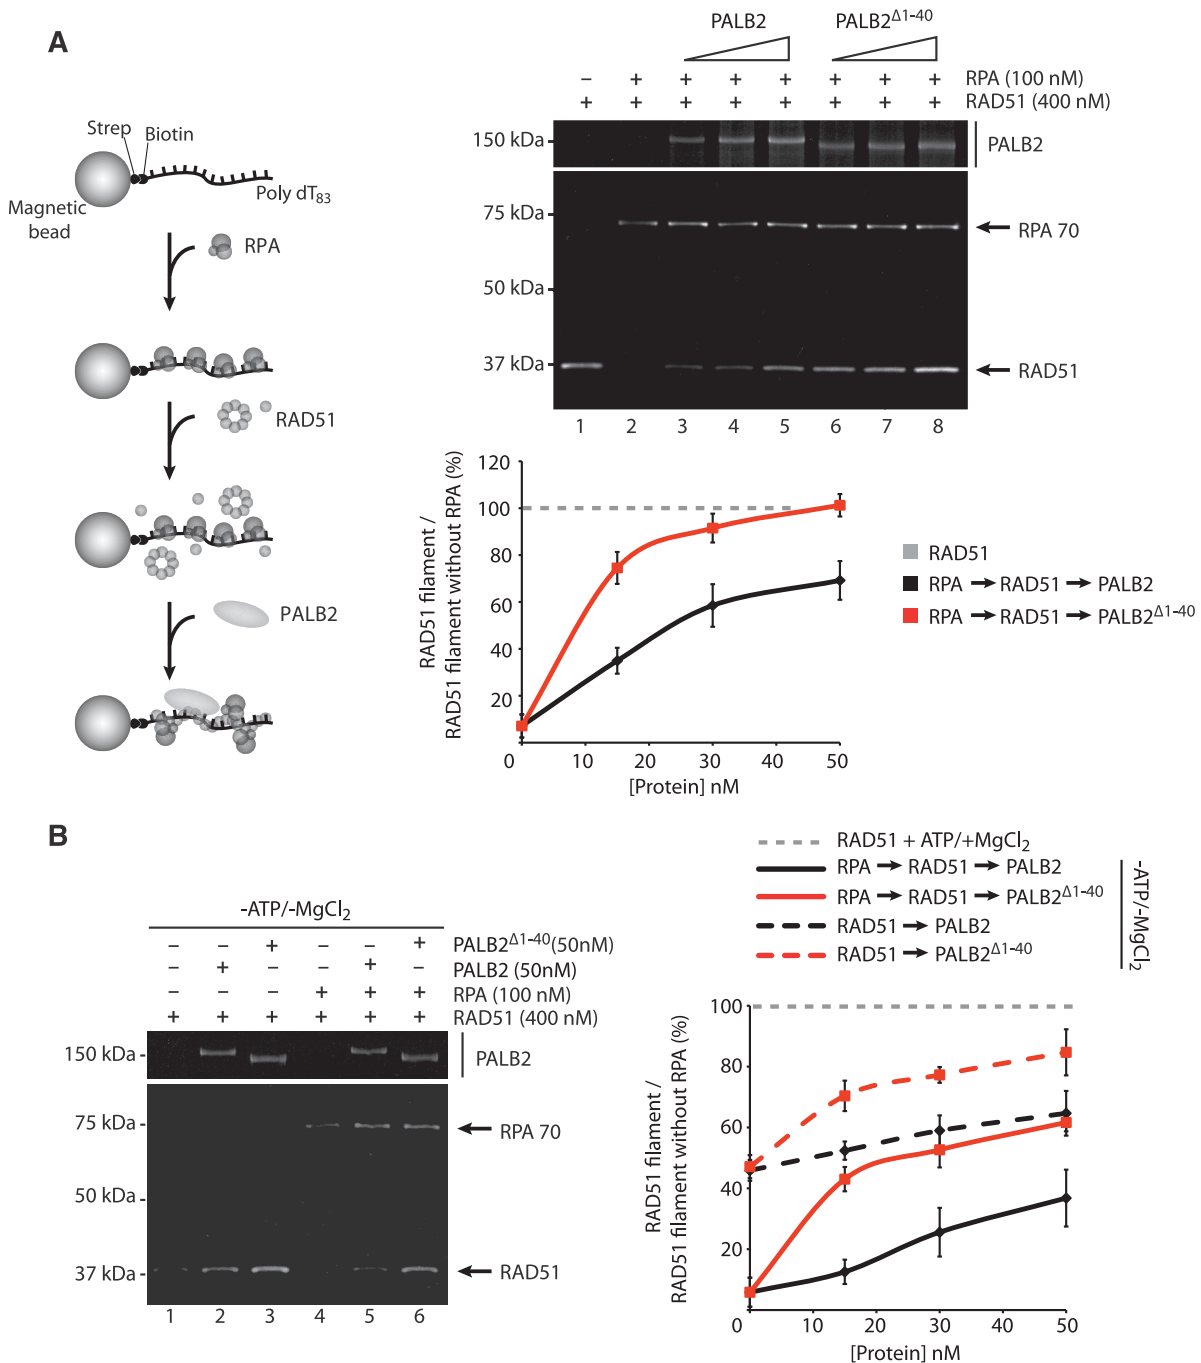 A
PALB2 PALB2Δ1-40
– + + + + + + + RPA (100 nM)
+ + + + + + + + RAD51 (400 nM)
Strep Biotin
Poly dT83
Magnetic
bead
RPA
RAD51
PALB2
150 kDa
PALB2
75 kDa
RPA 70
50 kDa
37 kDa
RAD51
1 2 3 4 5 6 7 8
RAD51 filament /
RAD51 filament without RPA (%)
120
100
80
60
40
20
0 10 20 30 40 50
[Protein] nM
RAD51
RPA → RAD51 → PALB2
RPA → RAD51 → PALB2Δ1-40
B
-ATP/-MgCl2
– – + – – + PALB2Δ1-40(50nM)
– + – – + – PALB2 (50nM)
– – – + + + RPA (100 nM)
+ + + + + + RAD51 (400 nM)
150 kDa
PALB2
75 kDa
RPA 70
50 kDa
37 kDa
RAD51
1 2 3 4 5 6
RAD51 + ATP/+MgCl2
RPA → RAD51 → PALB2
RPA → RAD51 → PALB2Δ1-40
RAD51 → PALB2
RAD51 → PALB2Δ1-40
-ATP/-MgCl2
RAD51 filament /
RAD51 filament without RPA (%)
100
80
60
40
20
0 10 20 30 40 50
[Protein] nM